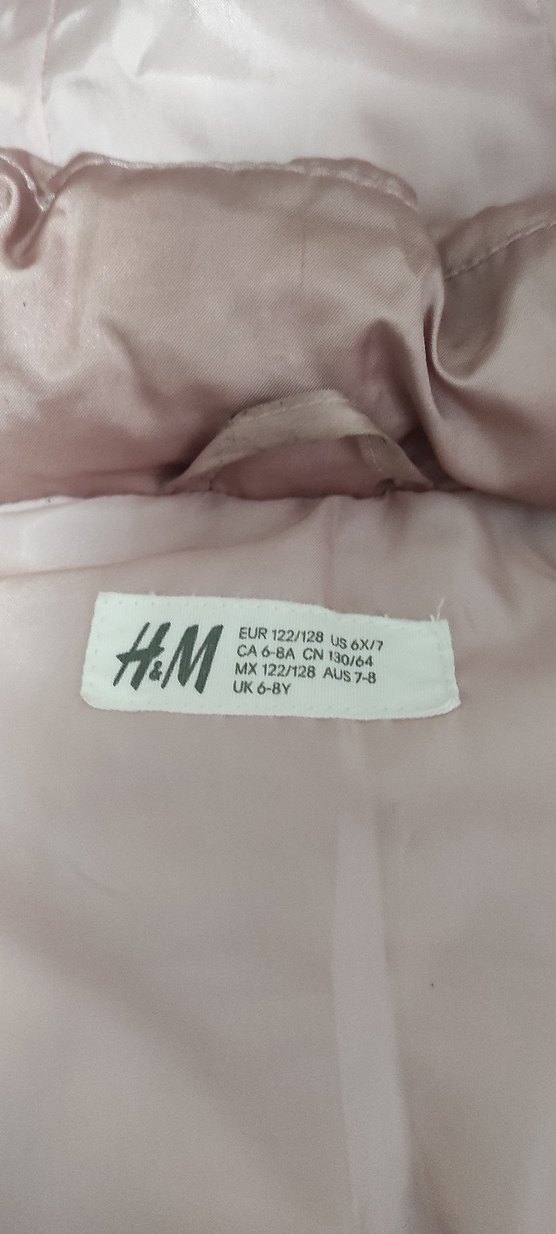 H&M
EUR 122/128 US 6X/7
CA 6-8A CN 130/64
MX 122/128 AUS 7-8
UK 6-8Y